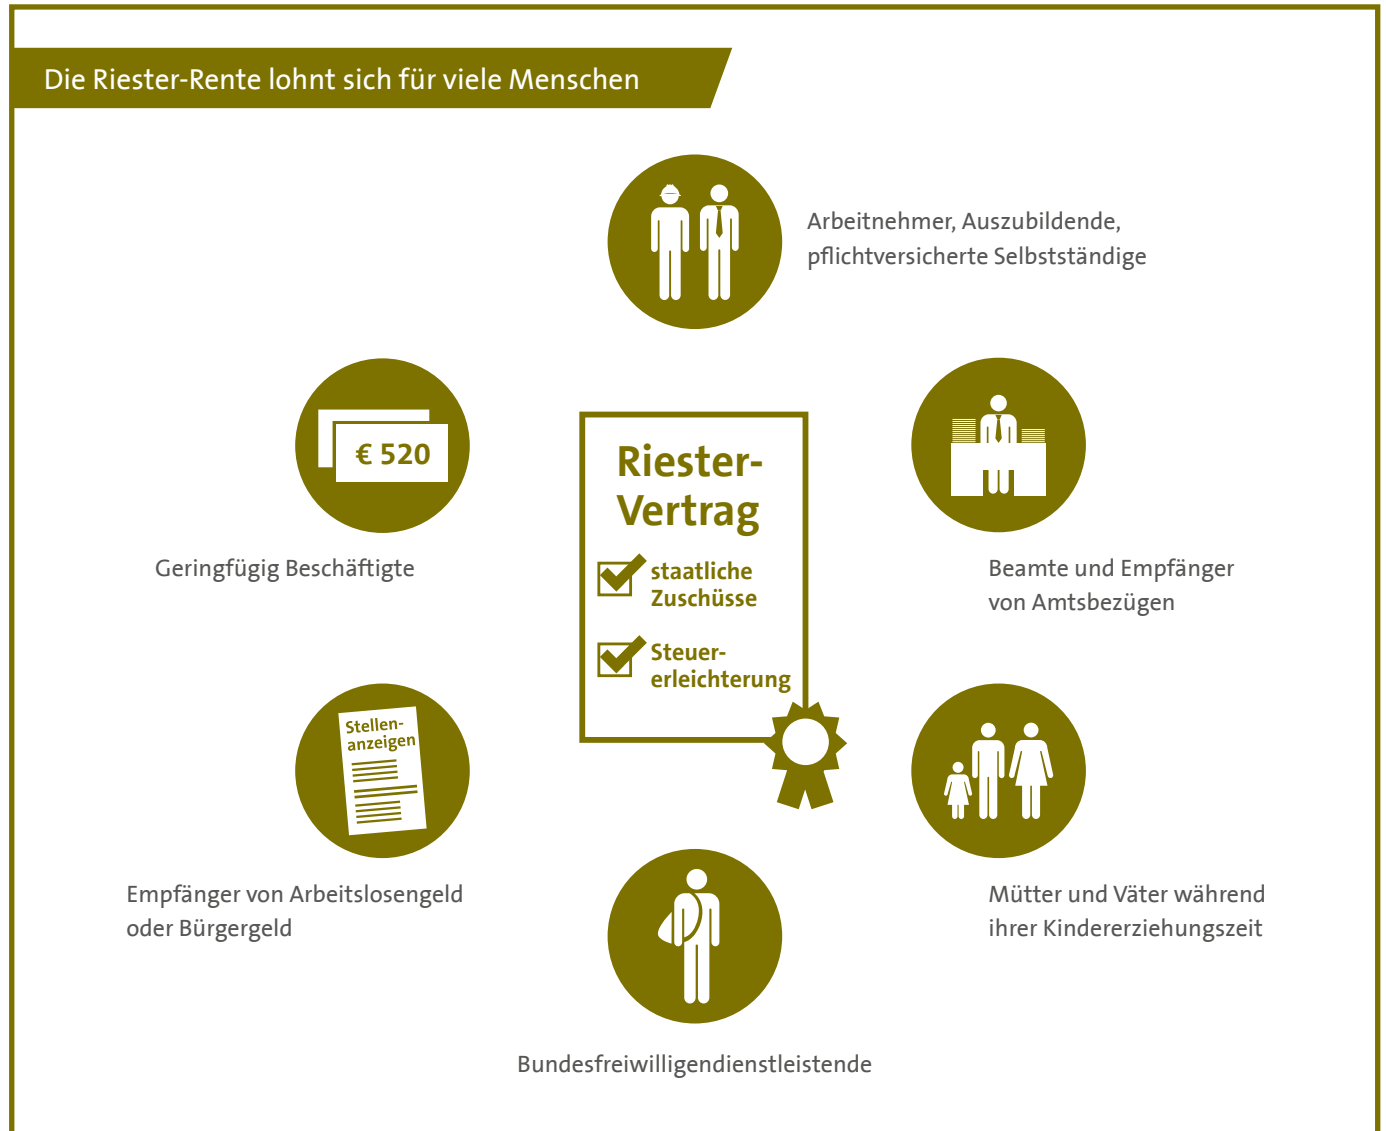 Die Riester-Rente lohnt sich für viele Menschen
Arbeitnehmer, Auszubildende,
pflichtversicherte Selbstständige
€ 520
Geringfügig Beschäftigte
Riester-
Vertrag
staatliche
Zuschüsse
Steuer-
erleichterung
Beamte und Empfänger
von Amtsbezügen
Stellen-
anzeigen
Empfänger von Arbeitslosengeld
oder Bürgergeld
Mütter und Väter während
ihrer Kindererziehungszeit
Bundesfreiwilligendienstleistende